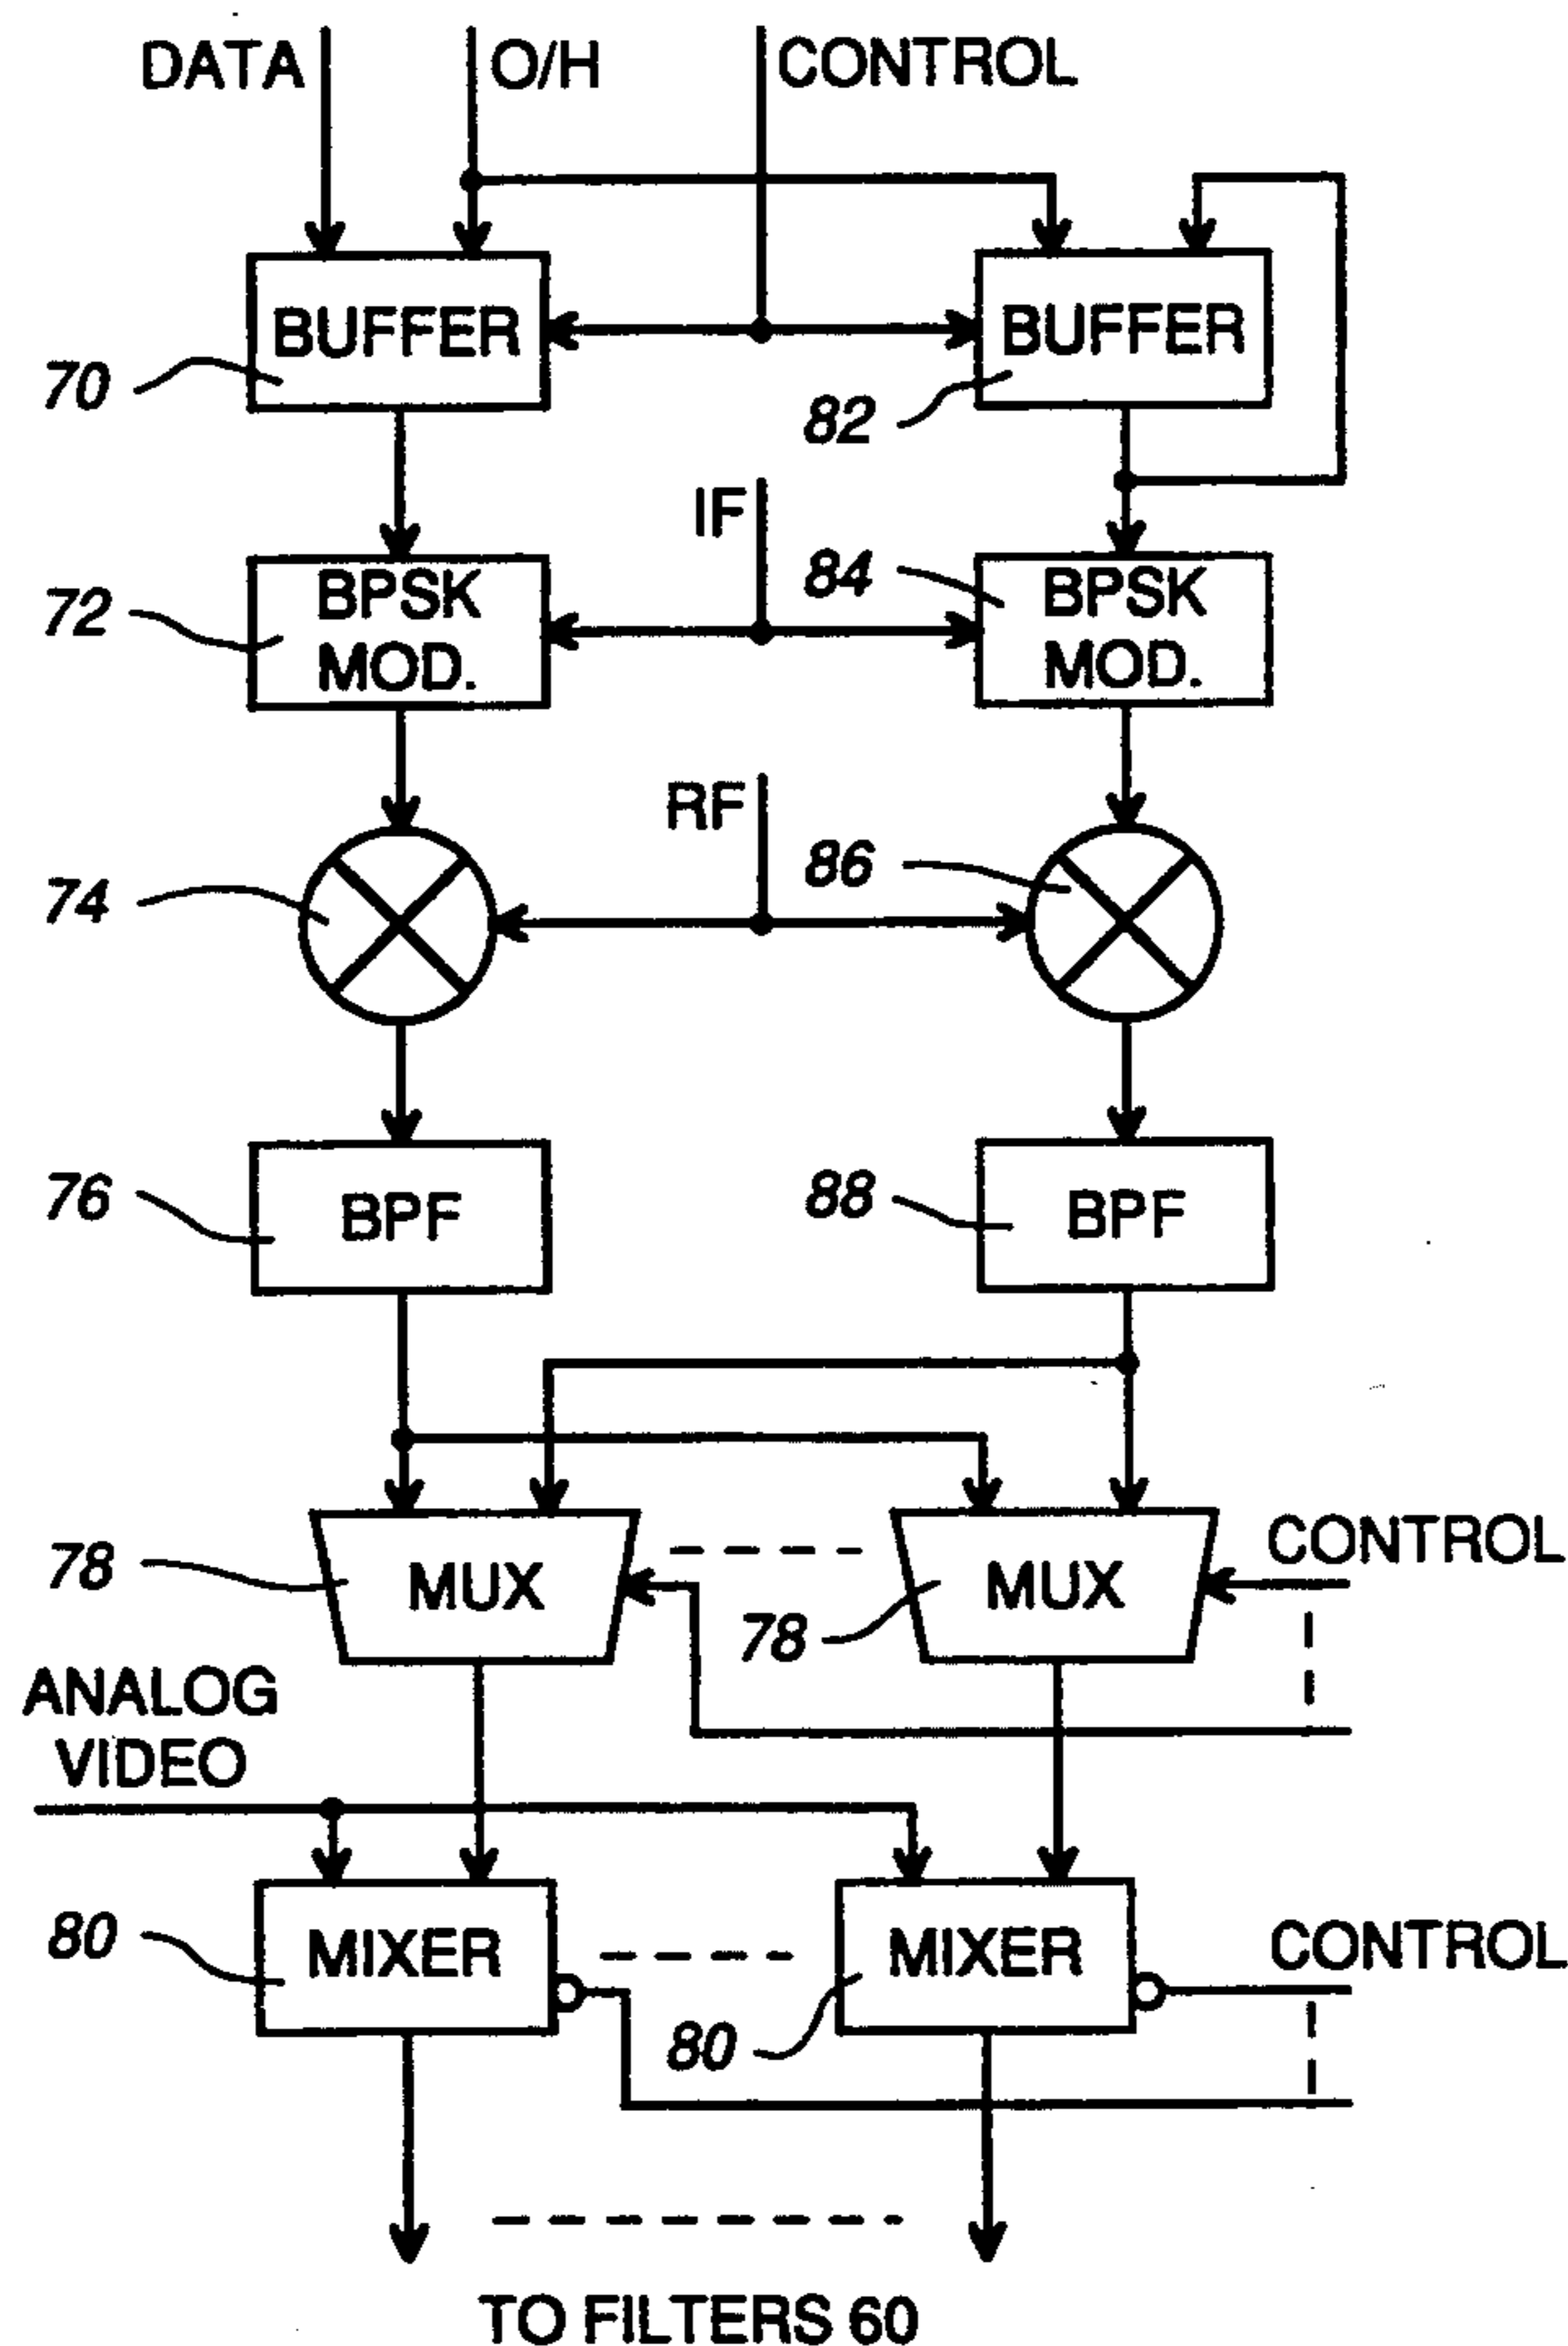 DATA
O/H
CONTROL
BUFFER
BUFFER
70
82
IF
84
72
BPSK
MOD.
BPSK
MOD.
RF
86
74
76
BPF
88
BPF
78
MUX
78
MUX
CONTROL
ANALOG
VIDEO
80
MIXER
80
MIXER
CONTROL
TO FILTERS 60